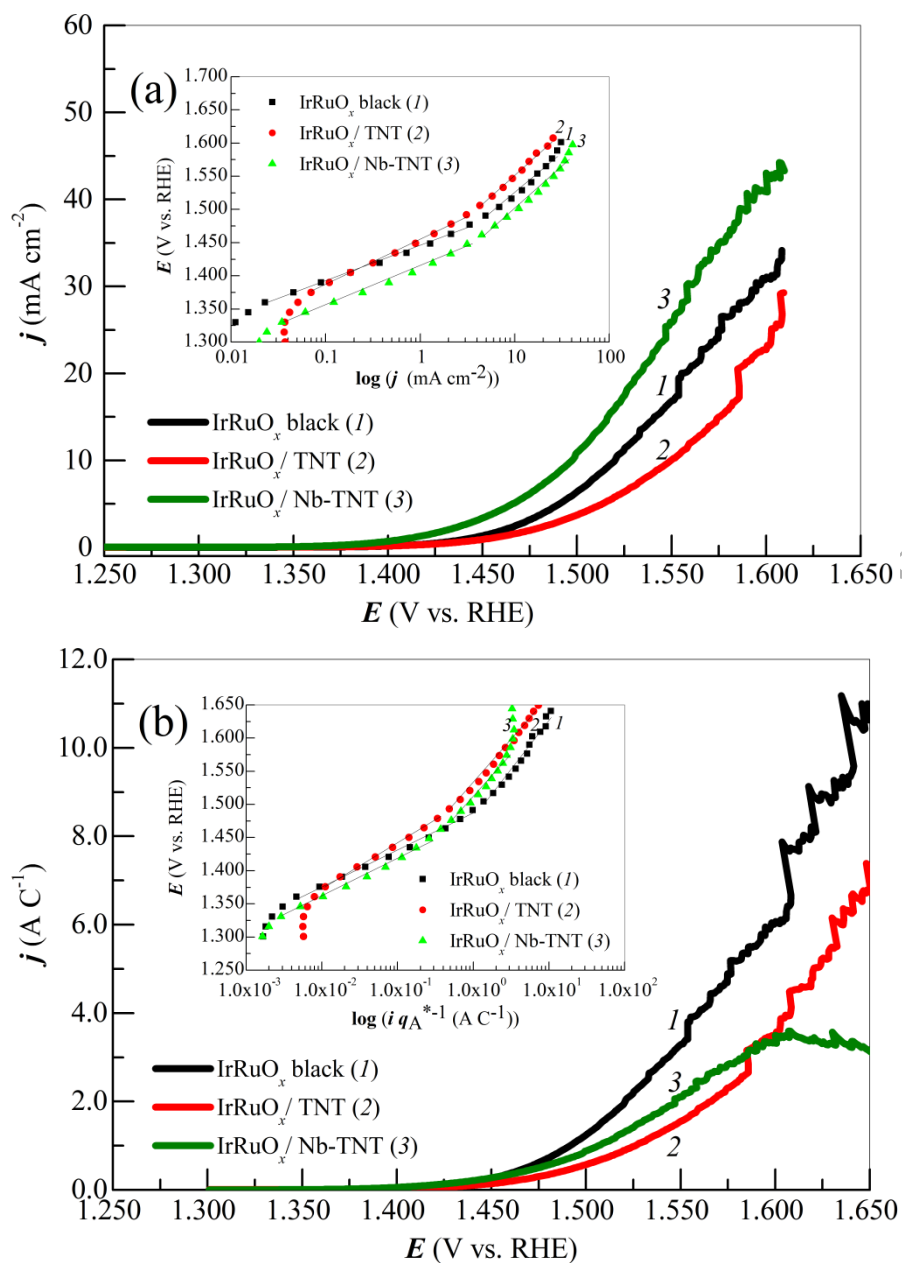 60
50
40
30
20
10
0
j (mA cm-2)
(a)
1.700
1.650
1.600
1.550
1.500
1.450
1.400
1.350
1.300
E (V vs. RHE)
IrRuOx black (1)
IrRuOx/ TNT (2)
IrRuOx/ Nb-TNT (3)
2
1
3
0.01 0.1 1 10 100
log (j (mA cm-2))
3
1
2
IrRuOx black (1)
IrRuOx/ TNT (2)
IrRuOx/ Nb-TNT (3)
1.250 1.300 1.350 1.400 1.450 1.500 1.550 1.600 1.650
E (V vs. RHE)
12.0
10.0
8.0
6.0
4.0
2.0
0.0
j (A C-1)
(b)
1.650
1.600
1.550
1.500
1.450
1.400
1.350
1.300
1.250
E (V vs. RHE)
3 2 1
IrRuOx black (1)
IrRuOx/ TNT (2)
IrRuOx/ Nb-TNT (3)
1.0x10-3 1.0x10-2 1.0x10-1 1.0x100 1.0x101 1.0x102
log (i qA*-1 (A C-1))
1
3
2
IrRuOx black (1)
IrRuOx/ TNT (2)
IrRuOx/ Nb-TNT (3)
1.250 1.300 1.350 1.400 1.450 1.500 1.550 1.600 1.650
E (V vs. RHE)